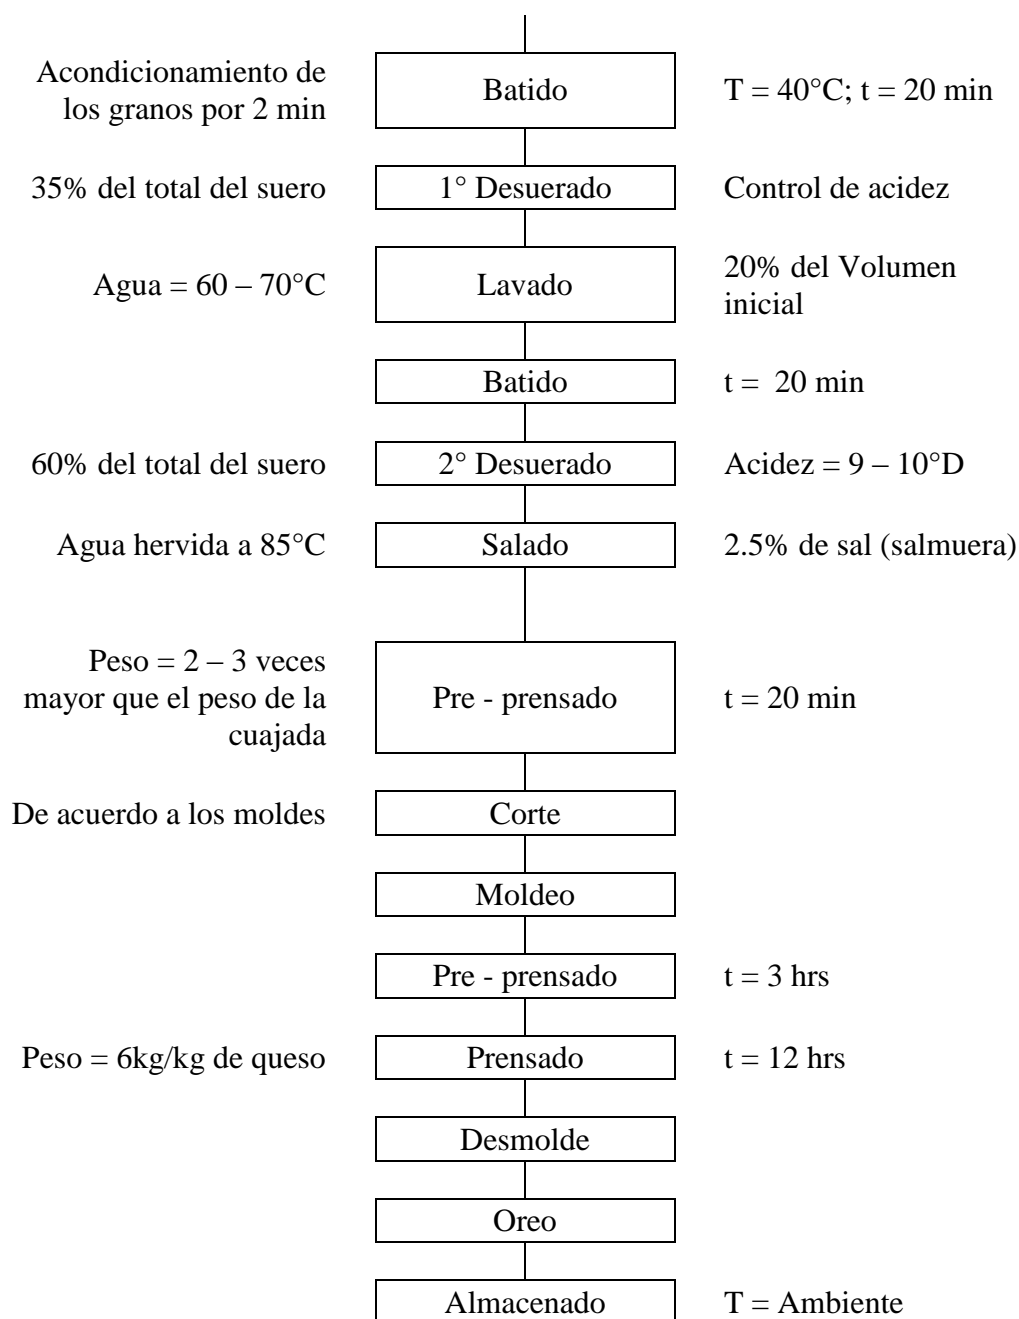 Acondicionamiento de
los granos por 2 min
Batido
T = 40°C; t = 20 min
35% del total del suero
1° Desuerado
Control de acidez
Agua = 60 – 70°C
Lavado
20% del Volumen
inicial
Batido
t =  20 min
60% del total del suero
2° Desuerado
Acidez = 9 – 10°D
Agua hervida a 85°C
Salado
2.5% de sal (salmuera)
Peso = 2 – 3 veces
mayor que el peso de la
cuajada
Pre - prensado
t = 20 min
De acuerdo a los moldes
Corte
Moldeo
Pre - prensado
t = 3 hrs
Peso = 6kg/kg de queso
Prensado
t = 12 hrs
Desmolde
Oreo
Almacenado
T = Ambiente